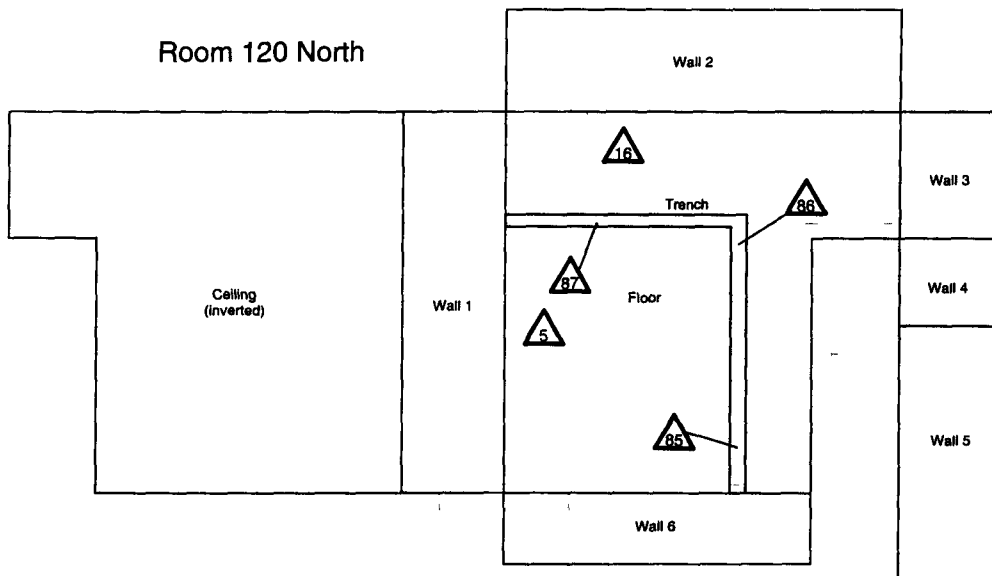 Room 120 North
Wall 2
16
Wall 3
86
Trench
87
Ceiling
(inverted)
Wall 1
Floor
Wall 4
5
85
Wall 5
Wall 6